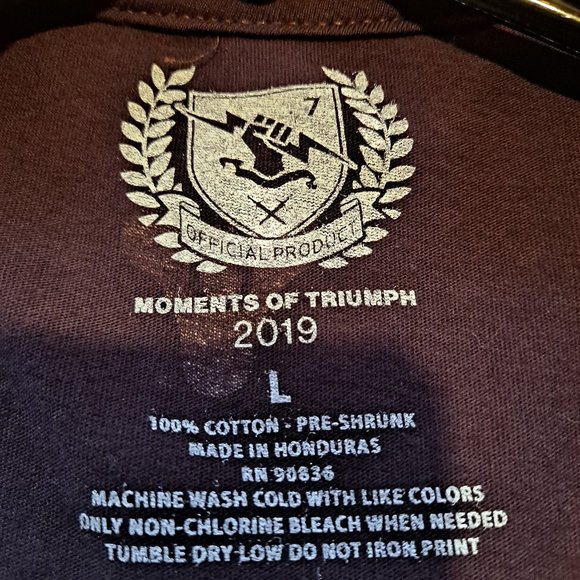 7
OFFICIAL PRODUCT
MOMENTS OF TRIUMPH
2019
L
100% COTTON - PRE-SHRUNK
MADE IN HONDURAS
RN 90836
MACHINE WASH COLD WITH LIKE COLORS
ONLY NON-CHLORINE BLEACH WHEN NEEDED
TUMBLE DRY LOW DO NOT IRON PRINT